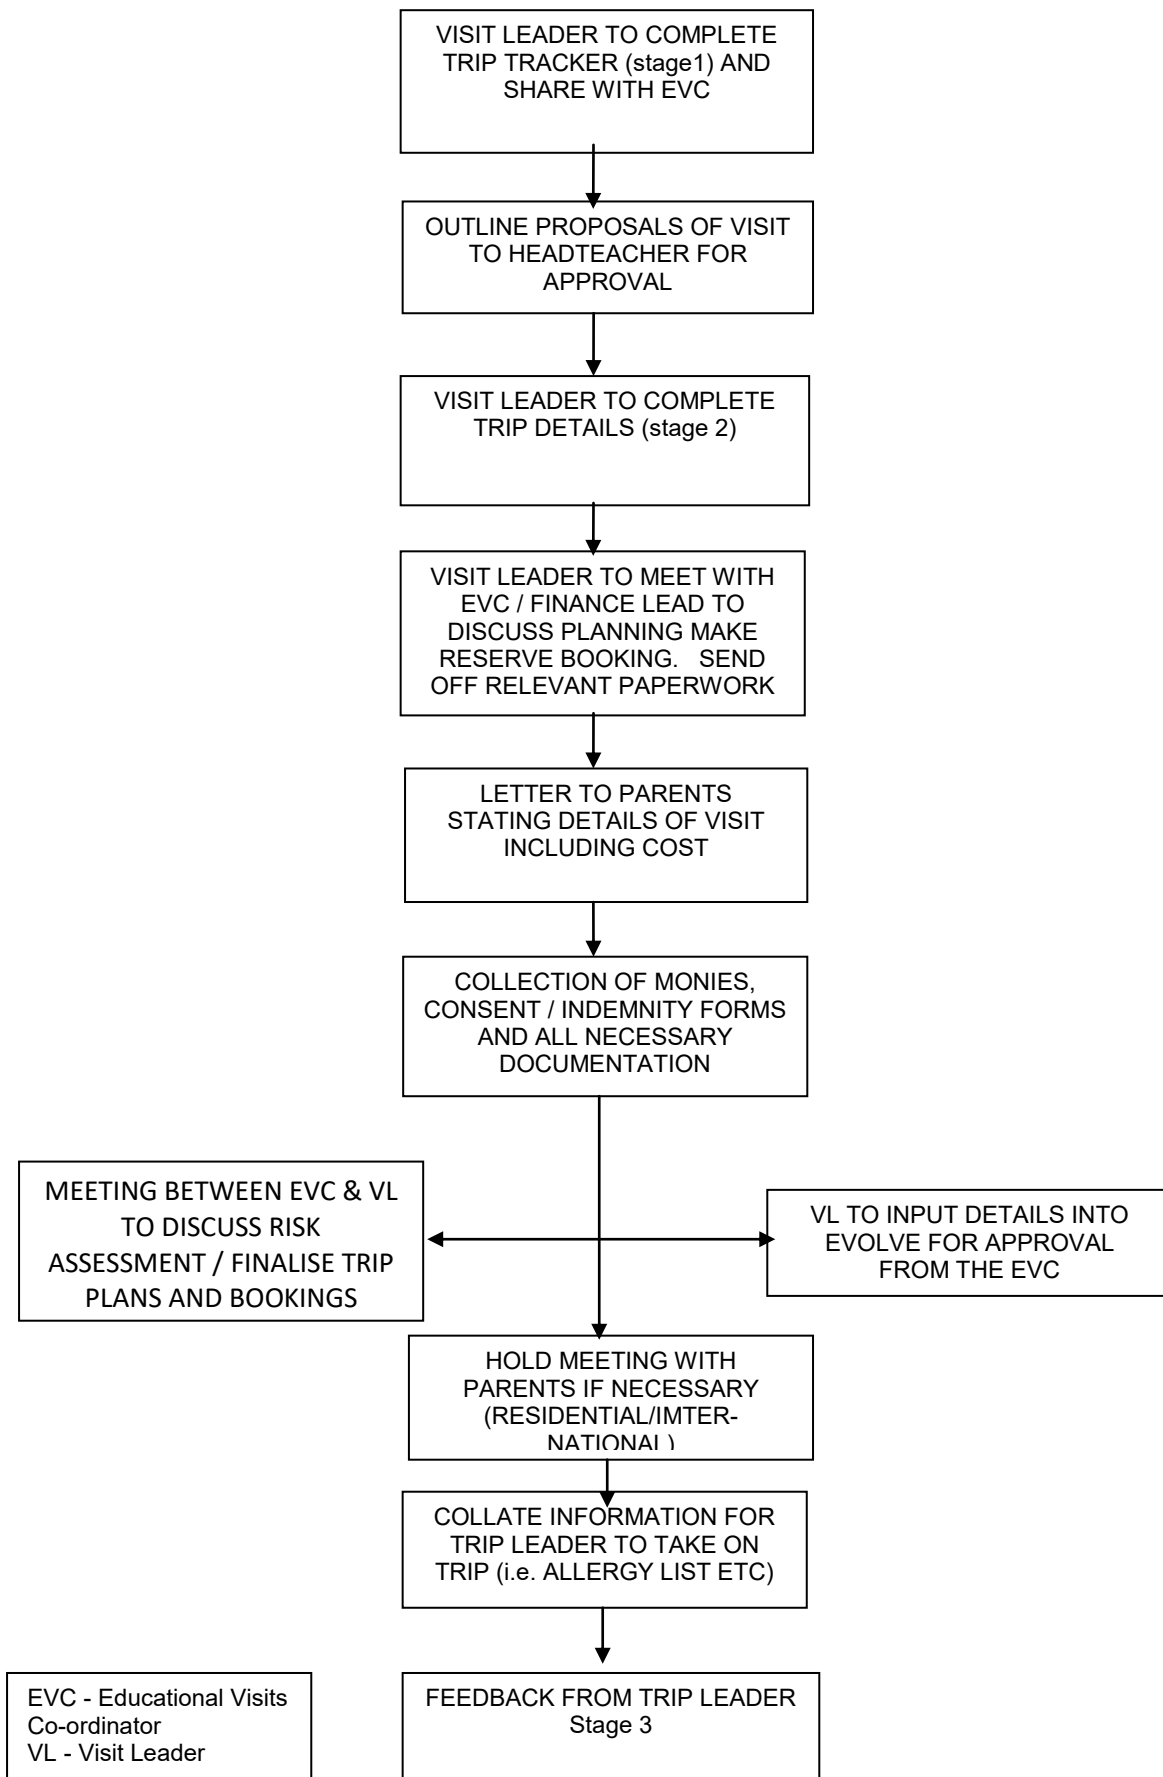 VISIT LEADER TO COMPLETE
TRIP TRACKER (stage1) AND
SHARE WITH EVC
OUTLINE PROPOSALS OF VISIT
TO HEADTEACHER FOR
APPROVAL
VISIT LEADER TO COMPLETE
TRIP DETAILS (stage 2)
VISIT LEADER TO MEET WITH
EVC / FINANCE LEAD TO
DISCUSS PLANNING MAKE
RESERVE BOOKING. SEND
OFF RELEVANT PAPERWORK
LETTER TO PARENTS
STATING DETAILS OF VISIT
INCLUDING COST
COLLECTION OF MONIES,
CONSENT / INDEMNITY FORMS
AND ALL NECESSARY
DOCUMENTATION
MEETING BETWEEN EVC & VL
TO DISCUSS RISK
ASSESSMENT / FINALISE TRIP
PLANS AND BOOKINGS
VL TO INPUT DETAILS INTO
EVOLVE FOR APPROVAL
FROM THE EVC
HOLD MEETING WITH
PARENTS IF NECESSARY
(RESIDENTIAL/IMTER-
NATIONAL)
COLLATE INFORMATION FOR
TRIP LEADER TO TAKE ON
TRIP (i.e. ALLERGY LIST ETC)
FEEDBACK FROM TRIP LEADER
Stage 3
EVC - Educational Visits
Co-ordinator
VL - Visit Leader